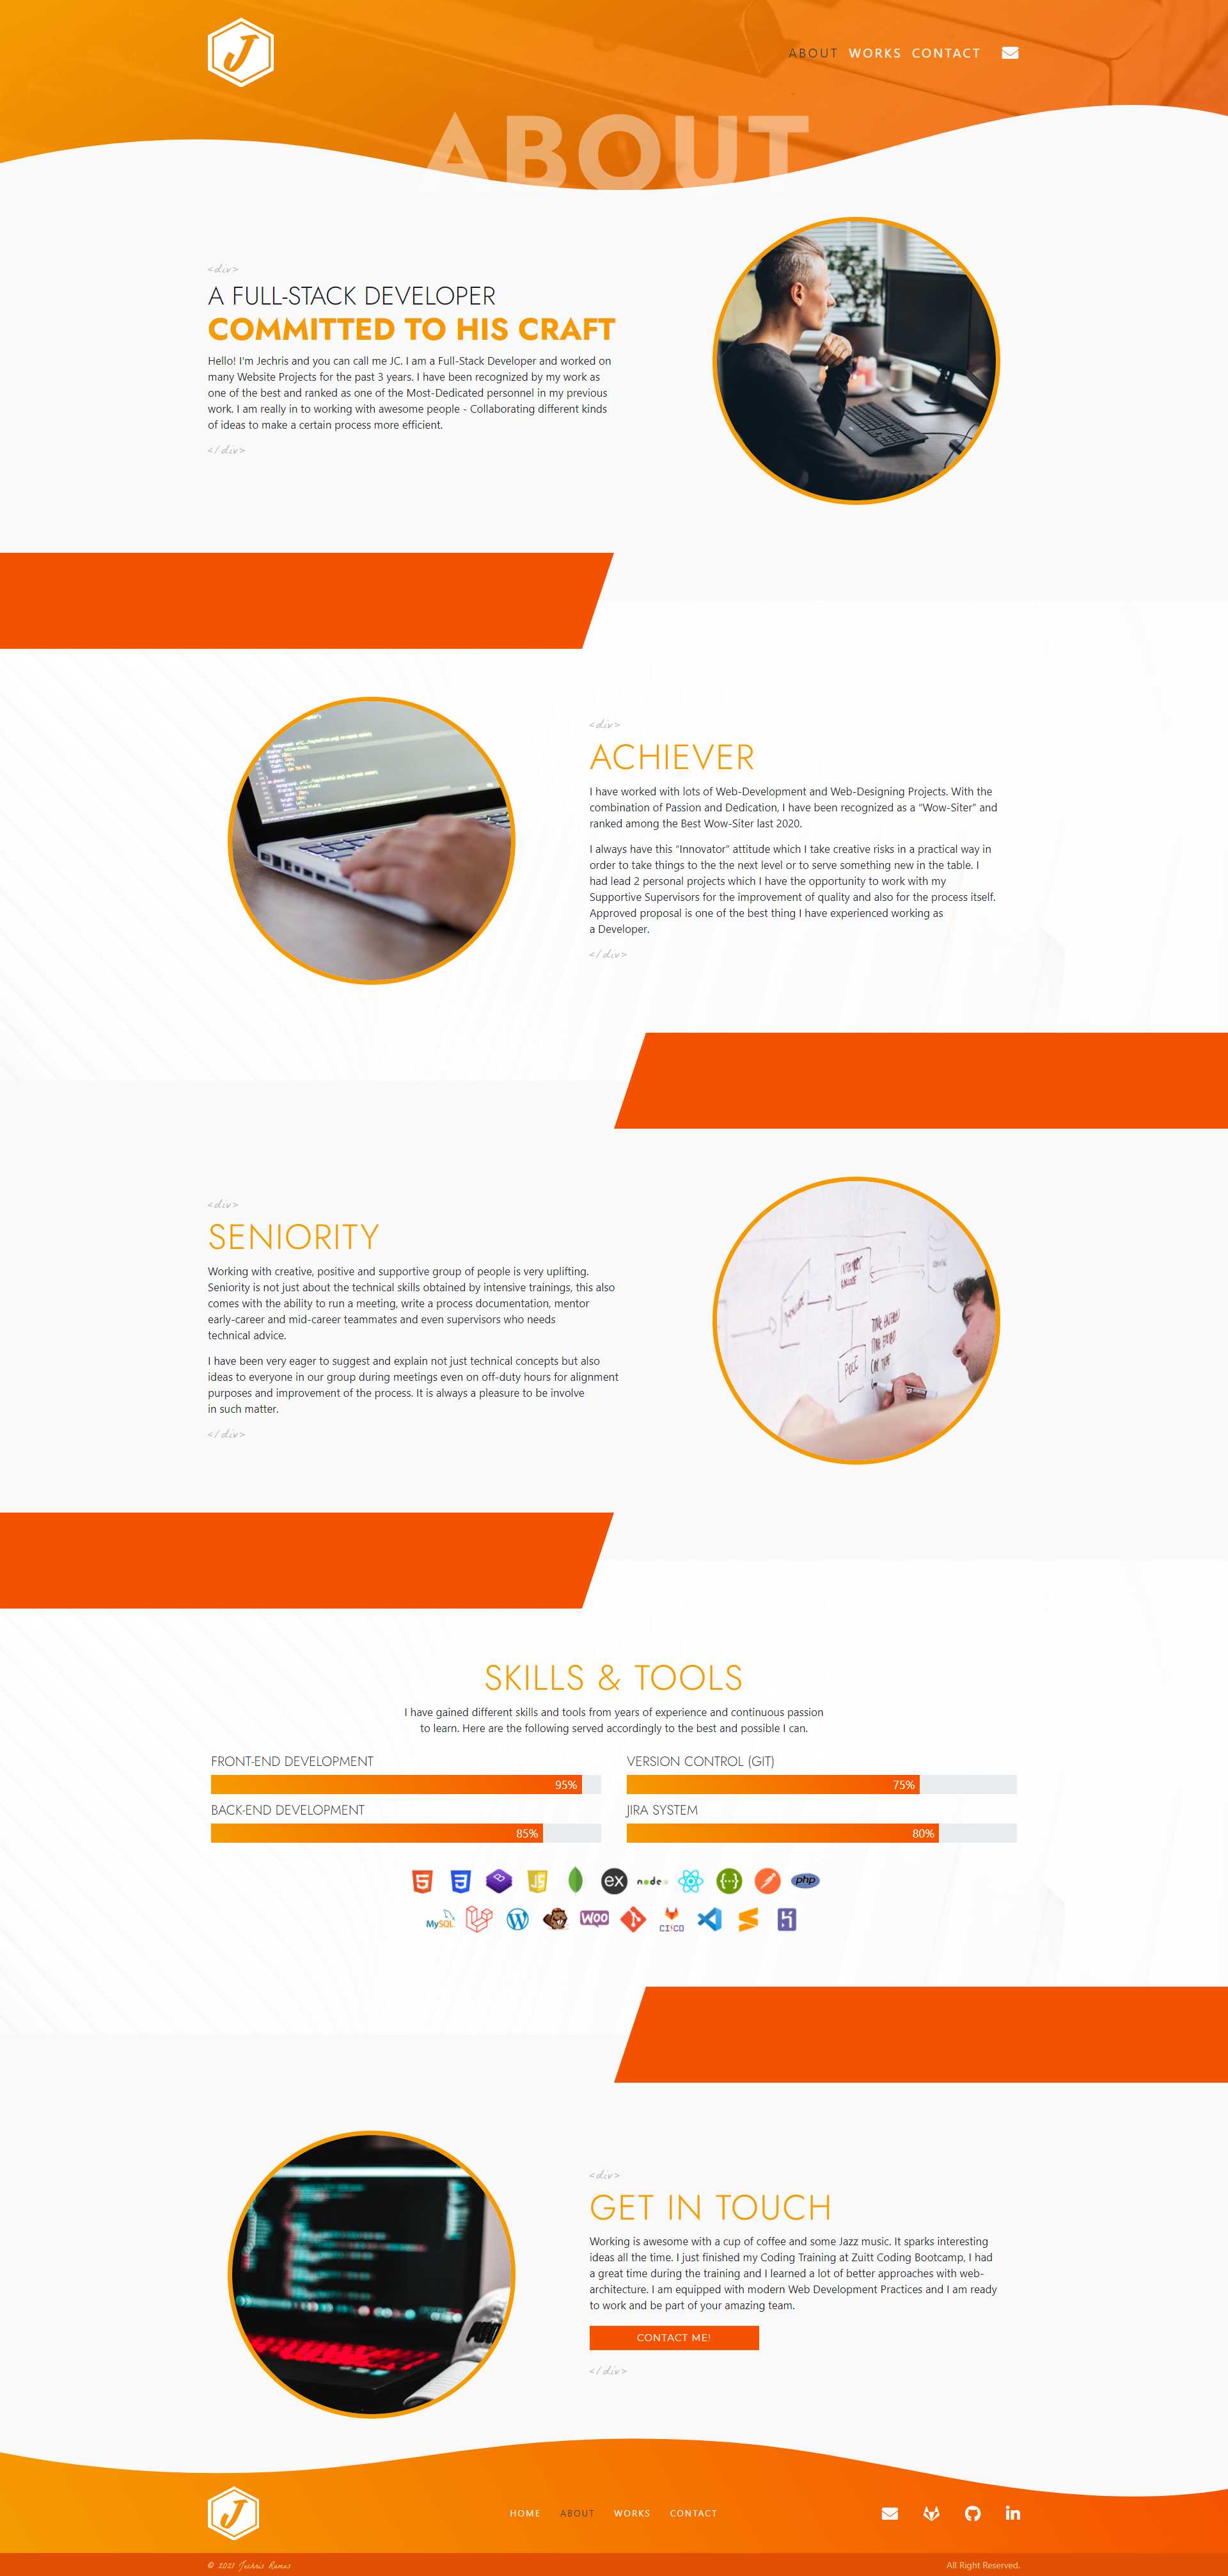 J
ABOUT WORKS CONTACT
ABOUT
<div>
A FULL-STACK DEVELOPER
COMMITTED TO HIS CRAFT
Hello! I'm Jechris and you can call me JC. I am a Full-Stack Developer and worked on
many Website Projects for the past 3 years. I have been recognized by my work as
one of the best and ranked as one of the Most-Dedicated personnel in my previous
work. I am really in to working with awesome people - Collaborating different kinds
of ideas to make a certain process more efficient.
</div>
<div>
ACHIEVER
I have worked with lots of Web-Development and Web-Designing Projects. With the
combination of Passion and Dedication, I have been recognized as a “Wow-Siter” and
ranked among the Best Wow-Siter last 2020.
I always have this “Innovator” attitude which I take creative risks in a practical way in
order to take things to the the next level or to serve something new in the table. I
had lead 2 personal projects which I have the opportunity to work with my
Supportive Supervisors for the improvement of quality and also for the process itself.
Approved proposal is one of the best thing I have experienced working as
a Developer.
</div>
<div>
SENIORITY
Working with creative, positive and supportive group of people is very uplifting.
Seniority is not just about the technical skills obtained by intensive trainings, this also
comes with the ability to run a meeting, write a process documentation, mentor
early-career and mid-career teammates and even supervisors who needs
technical advice.
I have been very eager to suggest and explain not just technical concepts but also
ideas to everyone in our group during meetings even on off-duty hours for alignment
purposes and improvement of the process. It is always a pleasure to be involve
in such matter.
</div>
SKILLS & TOOLS
I have gained different skills and tools from years of experience and continuous passion
to learn. Here are the following served accordingly to the best and possible I can.
FRONT-END DEVELOPMENT
95%
VERSION CONTROL (GIT)
75%
BACK-END DEVELOPMENT
85%
JIRA SYSTEM
80%
5 3 B JS ex node php
MySQL W WOO CI CD H
<div>
GET IN TOUCH
Working is awesome with a cup of coffee and some Jazz music. It sparks interesting
ideas all the time. I just finished my Coding Training at Zuitt Coding Bootcamp, I had
a great time during the training and I learned a lot of better approaches with web-
architecture. I am equipped with modern Web Development Practices and I am ready
to work and be part of your amazing team.
CONTACT ME!
</div>
J
HOME ABOUT WORKS CONTACT
in
© 2021 Jechris Ramas
All Right Reserved.